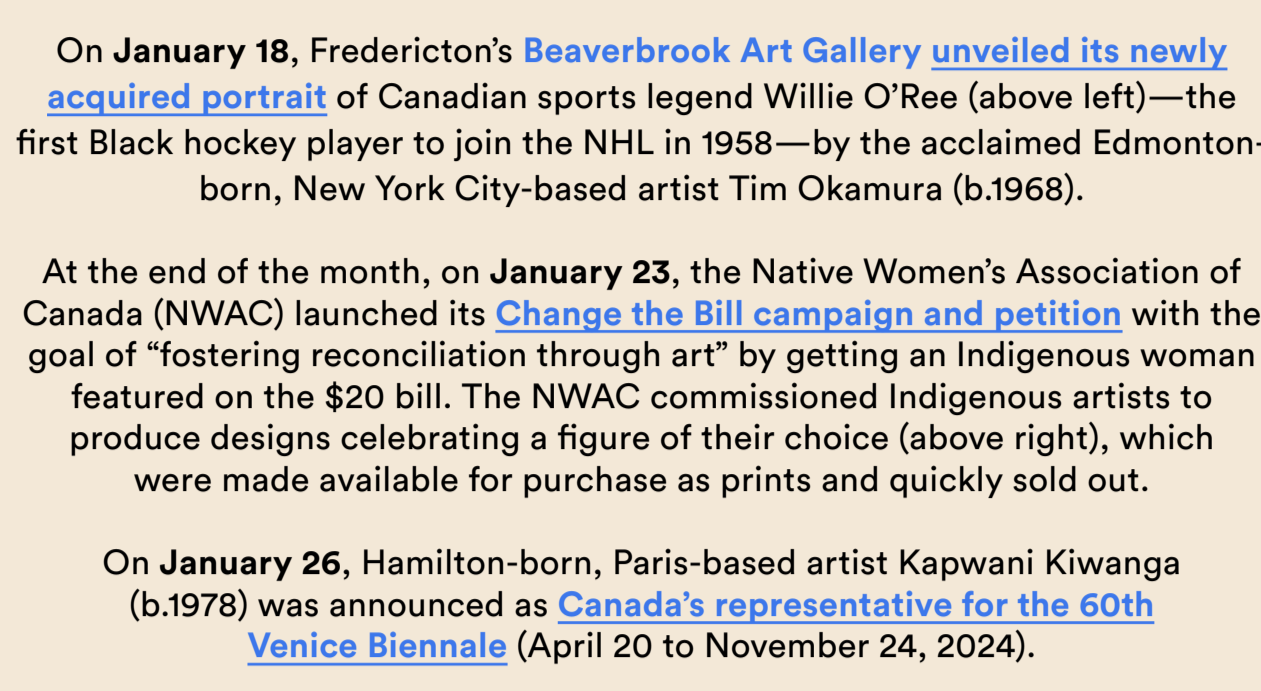 On January 18, Fredericton’s Beaverbrook Art Gallery unveiled its newly
acquired portrait of Canadian sports legend Willie O’Ree (above left)—the
first Black hockey player to join the NHL in 1958—by the acclaimed Edmonton-
born, New York City-based artist Tim Okamura (b.1968).
At the end of the month, on January 23, the Native Women’s Association of
Canada (NWAC) launched its Change the Bill campaign and petition with the
goal of “fostering reconciliation through art” by getting an Indigenous woman
featured on the $20 bill. The NWAC commissioned Indigenous artists to
produce designs celebrating a figure of their choice (above right), which
were made available for purchase as prints and quickly sold out.
On January 26, Hamilton-born, Paris-based artist Kapwani Kiwanga
(b.1978) was announced as Canada’s representative for the 60th
Venice Biennale (April 20 to November 24, 2024).